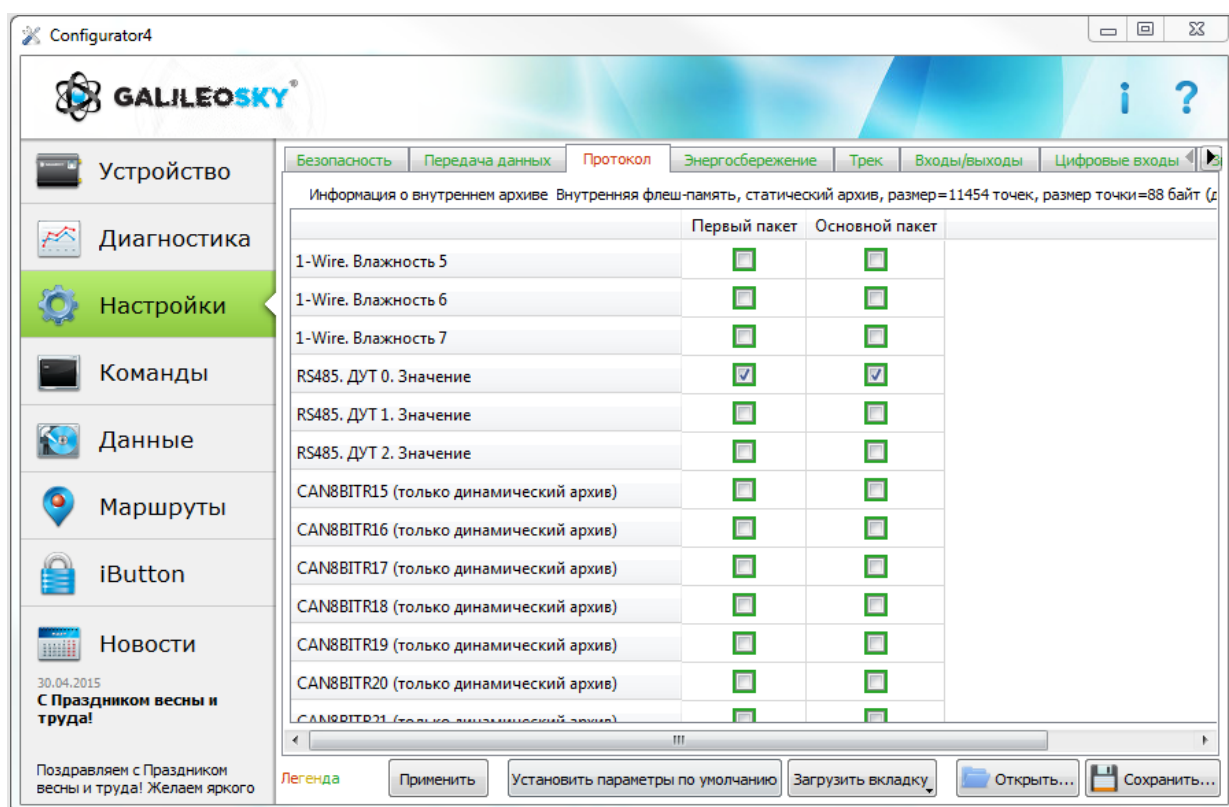 Configurator4
GALILEOSKY®
i ?
Устройство
Диагностика
Настройки
Команды
Данные
Маршруты
iButton
Новости
30.04.2015
С Праздником весны и
труда!
Поздравляем с Праздником
весны и труда! Желаем яркого
Безопасность Передача данных Протокол Энергосбережение Трек Входы/выходы Цифровые входы
Информация о внутреннем архиве Внутренняя флеш-память, статический архив, размер=11454 точек, размер точки=88 байт (д
Первый пакет Основной пакет
1-Wire. Влажность 5
1-Wire. Влажность 6
1-Wire. Влажность 7
RS485. ДУТ 0. Значение
RS485. ДУТ 1. Значение
RS485. ДУТ 2. Значение
CAN8BITR15 (только динамический архив)
CAN8BITR16 (только динамический архив)
CAN8BITR17 (только динамический архив)
CAN8BITR18 (только динамический архив)
CAN8BITR19 (только динамический архив)
CAN8BITR20 (только динамический архив)
CAN8BITR21 (только динамический архив)
Легенда Применить Установить параметры по умолчанию Загрузить вкладку Открыть... Сохранить...